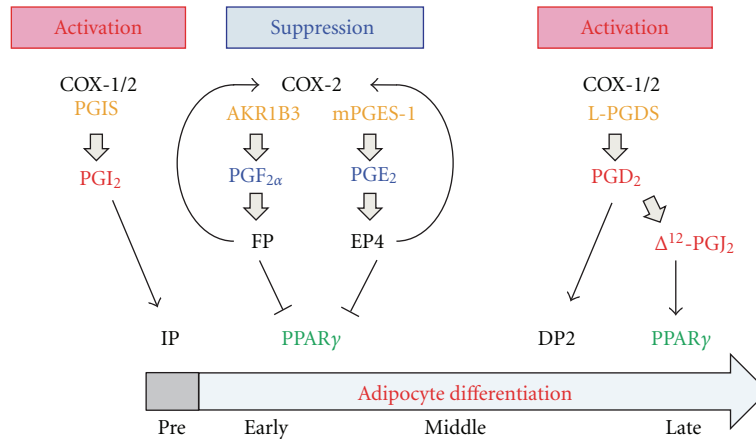 Activation
Suppression
Activation
COX-1/2
PGIS
PGI₂
IP
COX-2
AKR1B3
mPGES-1
PGF₂α
PGE₂
FP
EP4
PPARγ
COX-1/2
L-PGDS
PGD₂
Δ¹²-PGJ₂
DP2
PPARγ
Adipocyte differentiation
Pre
Early
Middle
Late